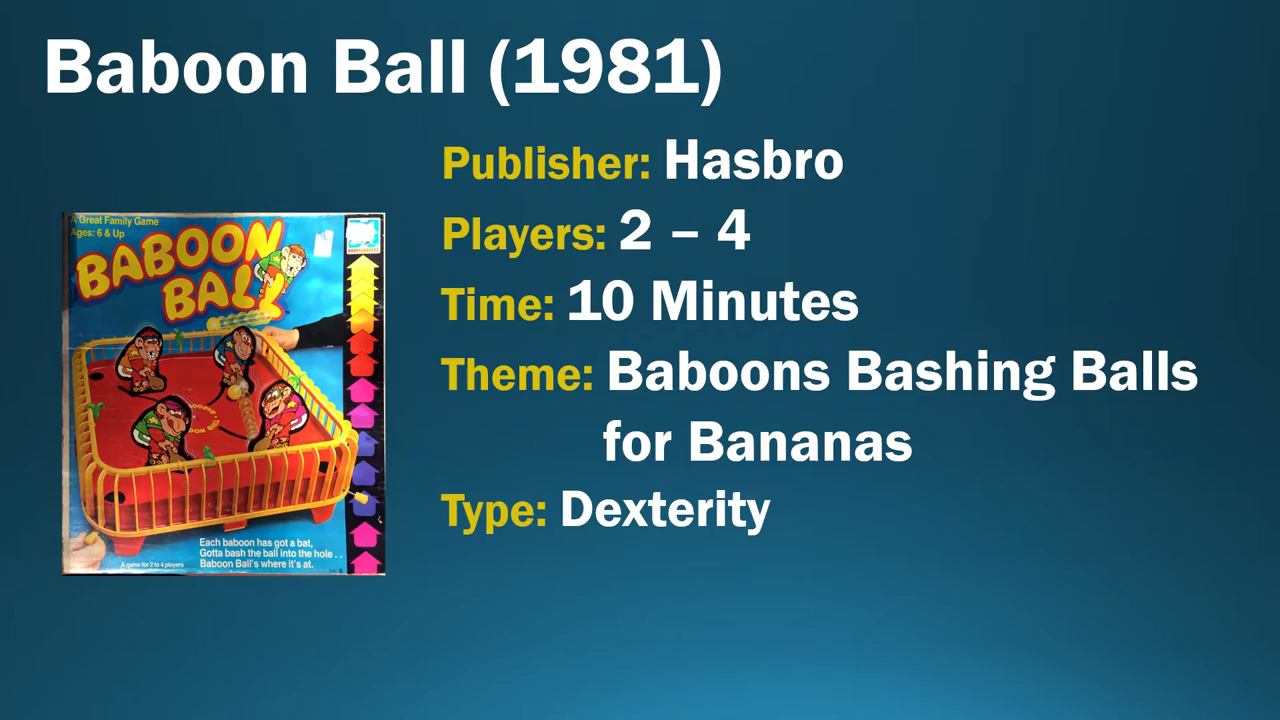 Baboon Ball (1981)
Publisher: Hasbro
Players: 2 – 4
Time: 10 Minutes
Theme: Baboons Bashing Balls
for Bananas
Type: Dexterity
A Great Family Game
Ages: 6 & Up
BABOON
BALL
HASBRO
Each baboon has got a bat,
Gotta bash the ball into the hole . .
Baboon Ball's where it's at.
A game for 2 to 4 players